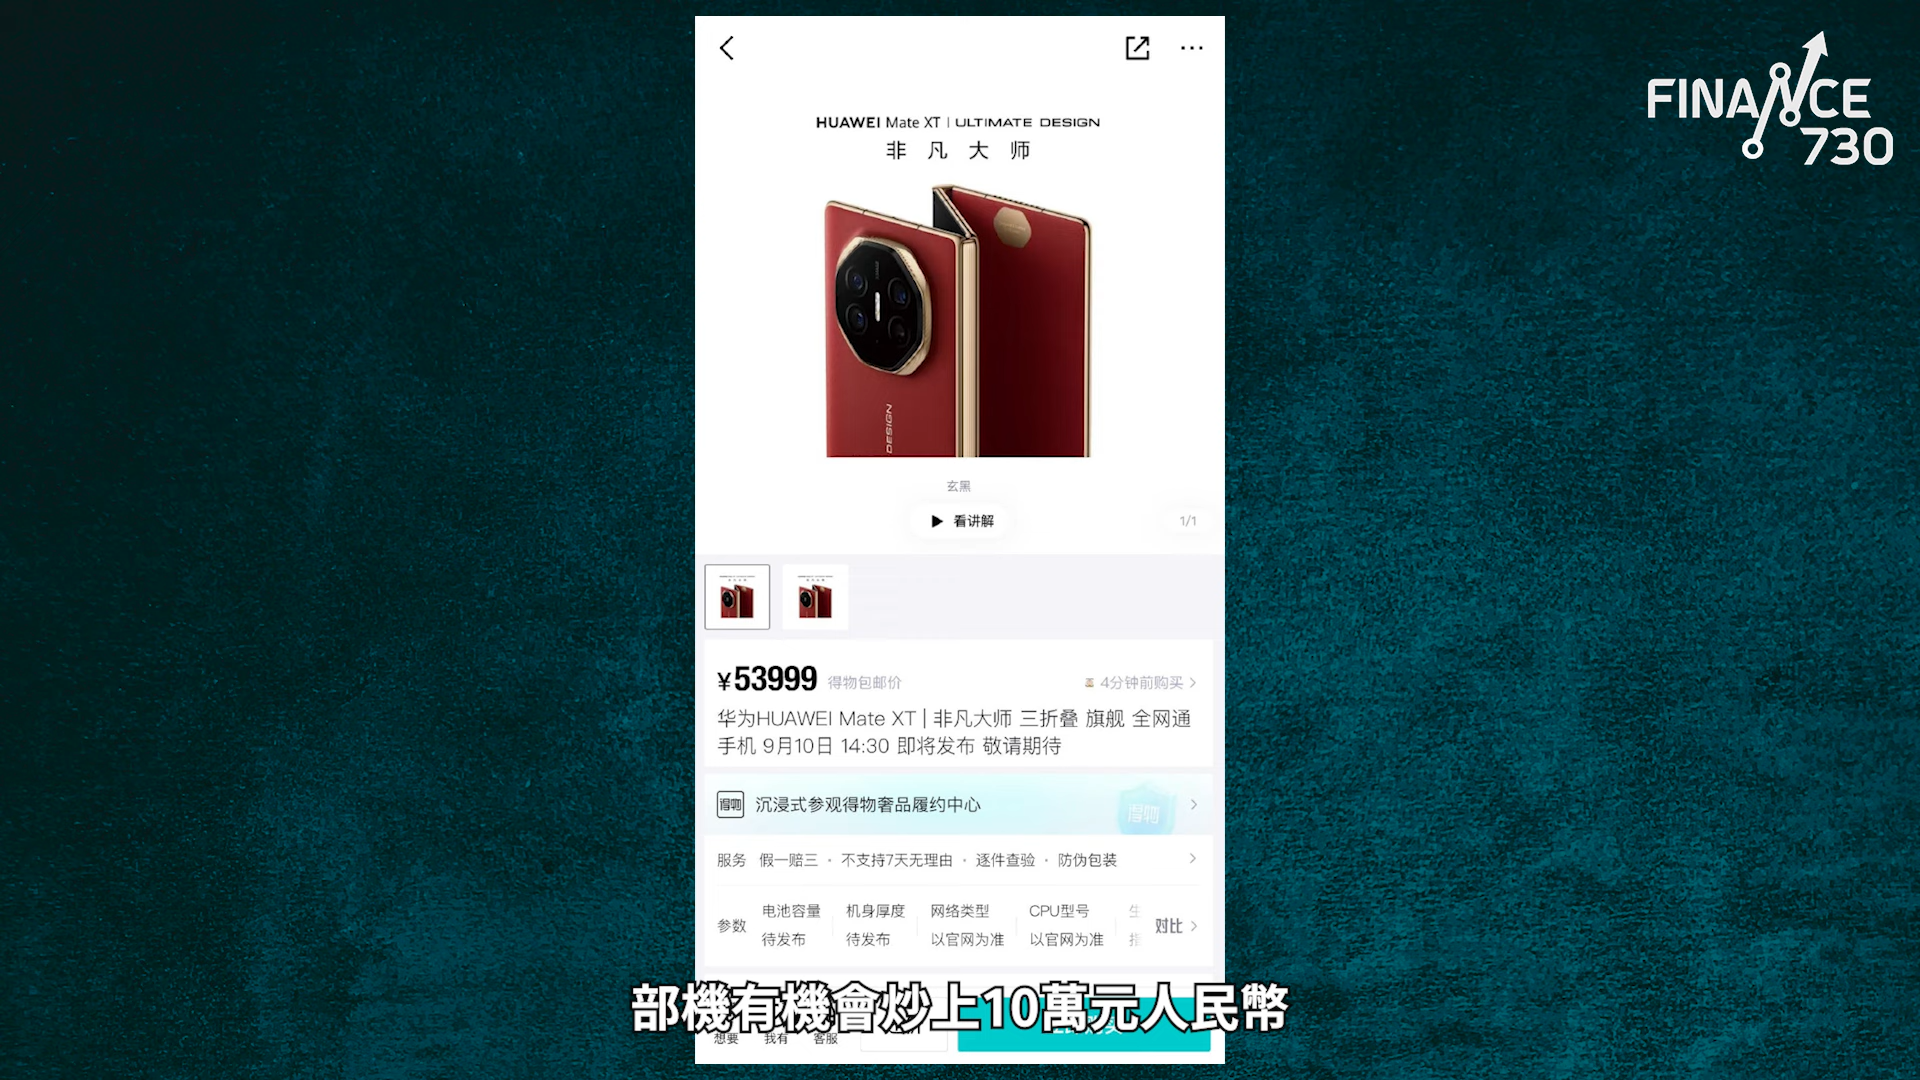 FINANCE
730
HUAWEI Mate XT | ULTIMATE DESIGN
非凡大师
DESIGN
玄黑
看讲解
1/1
¥53999 得物包邮价
4分钟前购买
华为HUAWEI Mate XT | 非凡大师 三折叠 旗舰 全网通
手机 9月10日 14:30 即将发布 敬请期待
得物 沉浸式参观得物奢品履约中心
得物
服务 假一赔三 · 不支持7天无理由 · 逐件查验 · 防伪包装
参数
电池容量 机身厚度 网络类型 CPU型号
待发布 待发布 以官网为准 以官网为准
对比
部機有機會炒上10萬元人民幣
想要 我有 客服